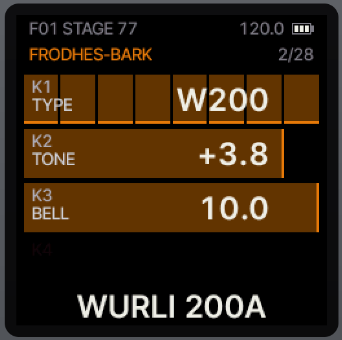 F01 STAGE 77 120.0
FRODHES-BARK 2/28
K1
TYPE W200
K2
TONE +3.8
K3
BELL 10.0
K4
WURLI 200A